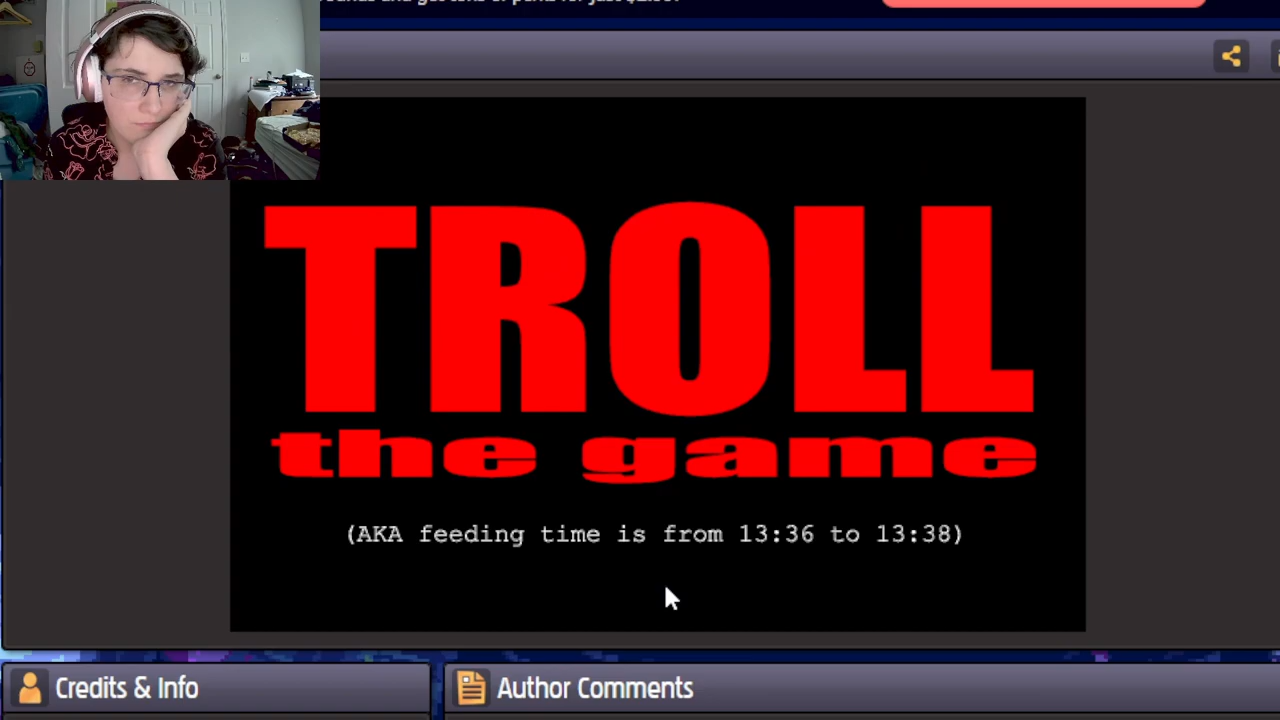 TROLL
the game
(AKA feeding time is from 13:36 to 13:38)
Credits & Info
Author Comments